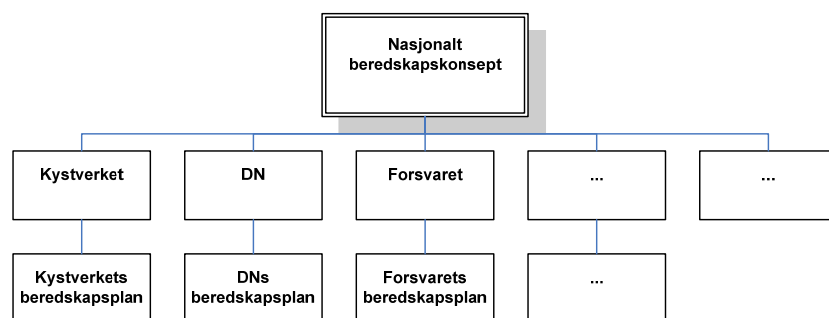 Nasjonalt
beredskapskonsept
Kystverket
DN
Forsvaret
...
...
Kystverkets
beredskapsplan
DNs
beredskapsplan
Forsvarets
beredskapsplan
...